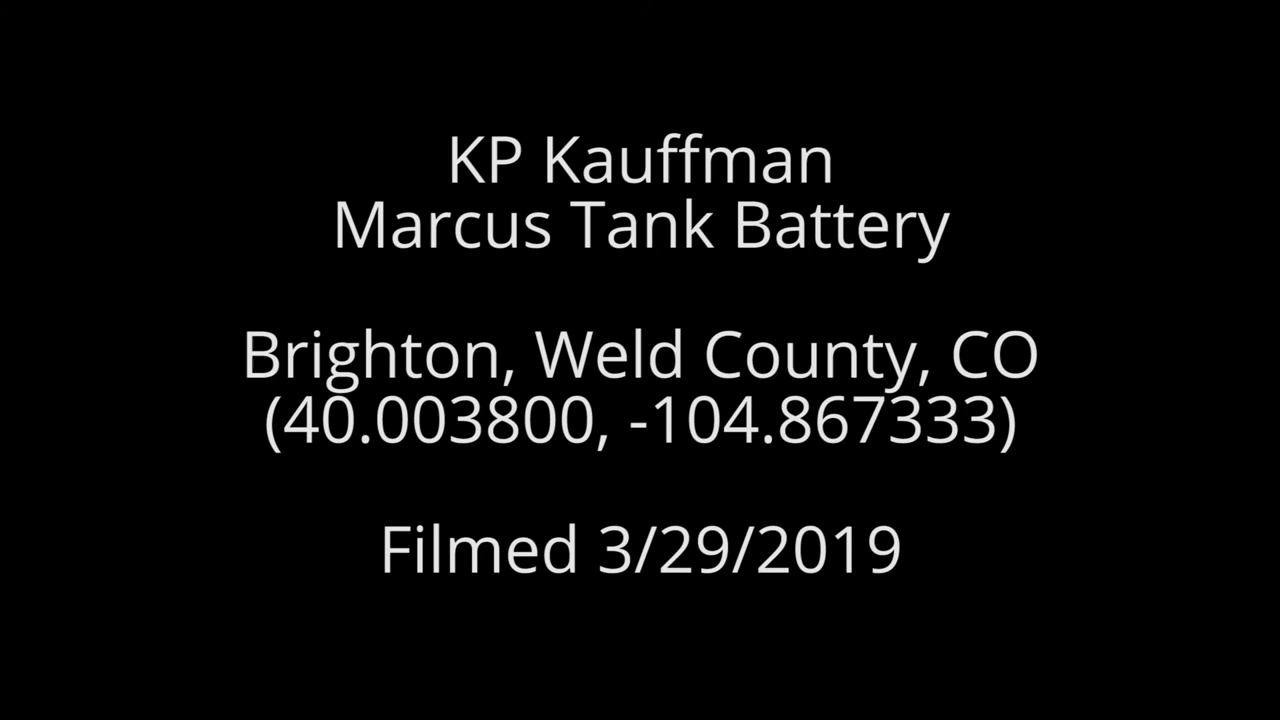 KP Kauffman
Marcus Tank Battery
Brighton, Weld County, CO
(40.003800, -104.867333)
Filmed 3/29/2019